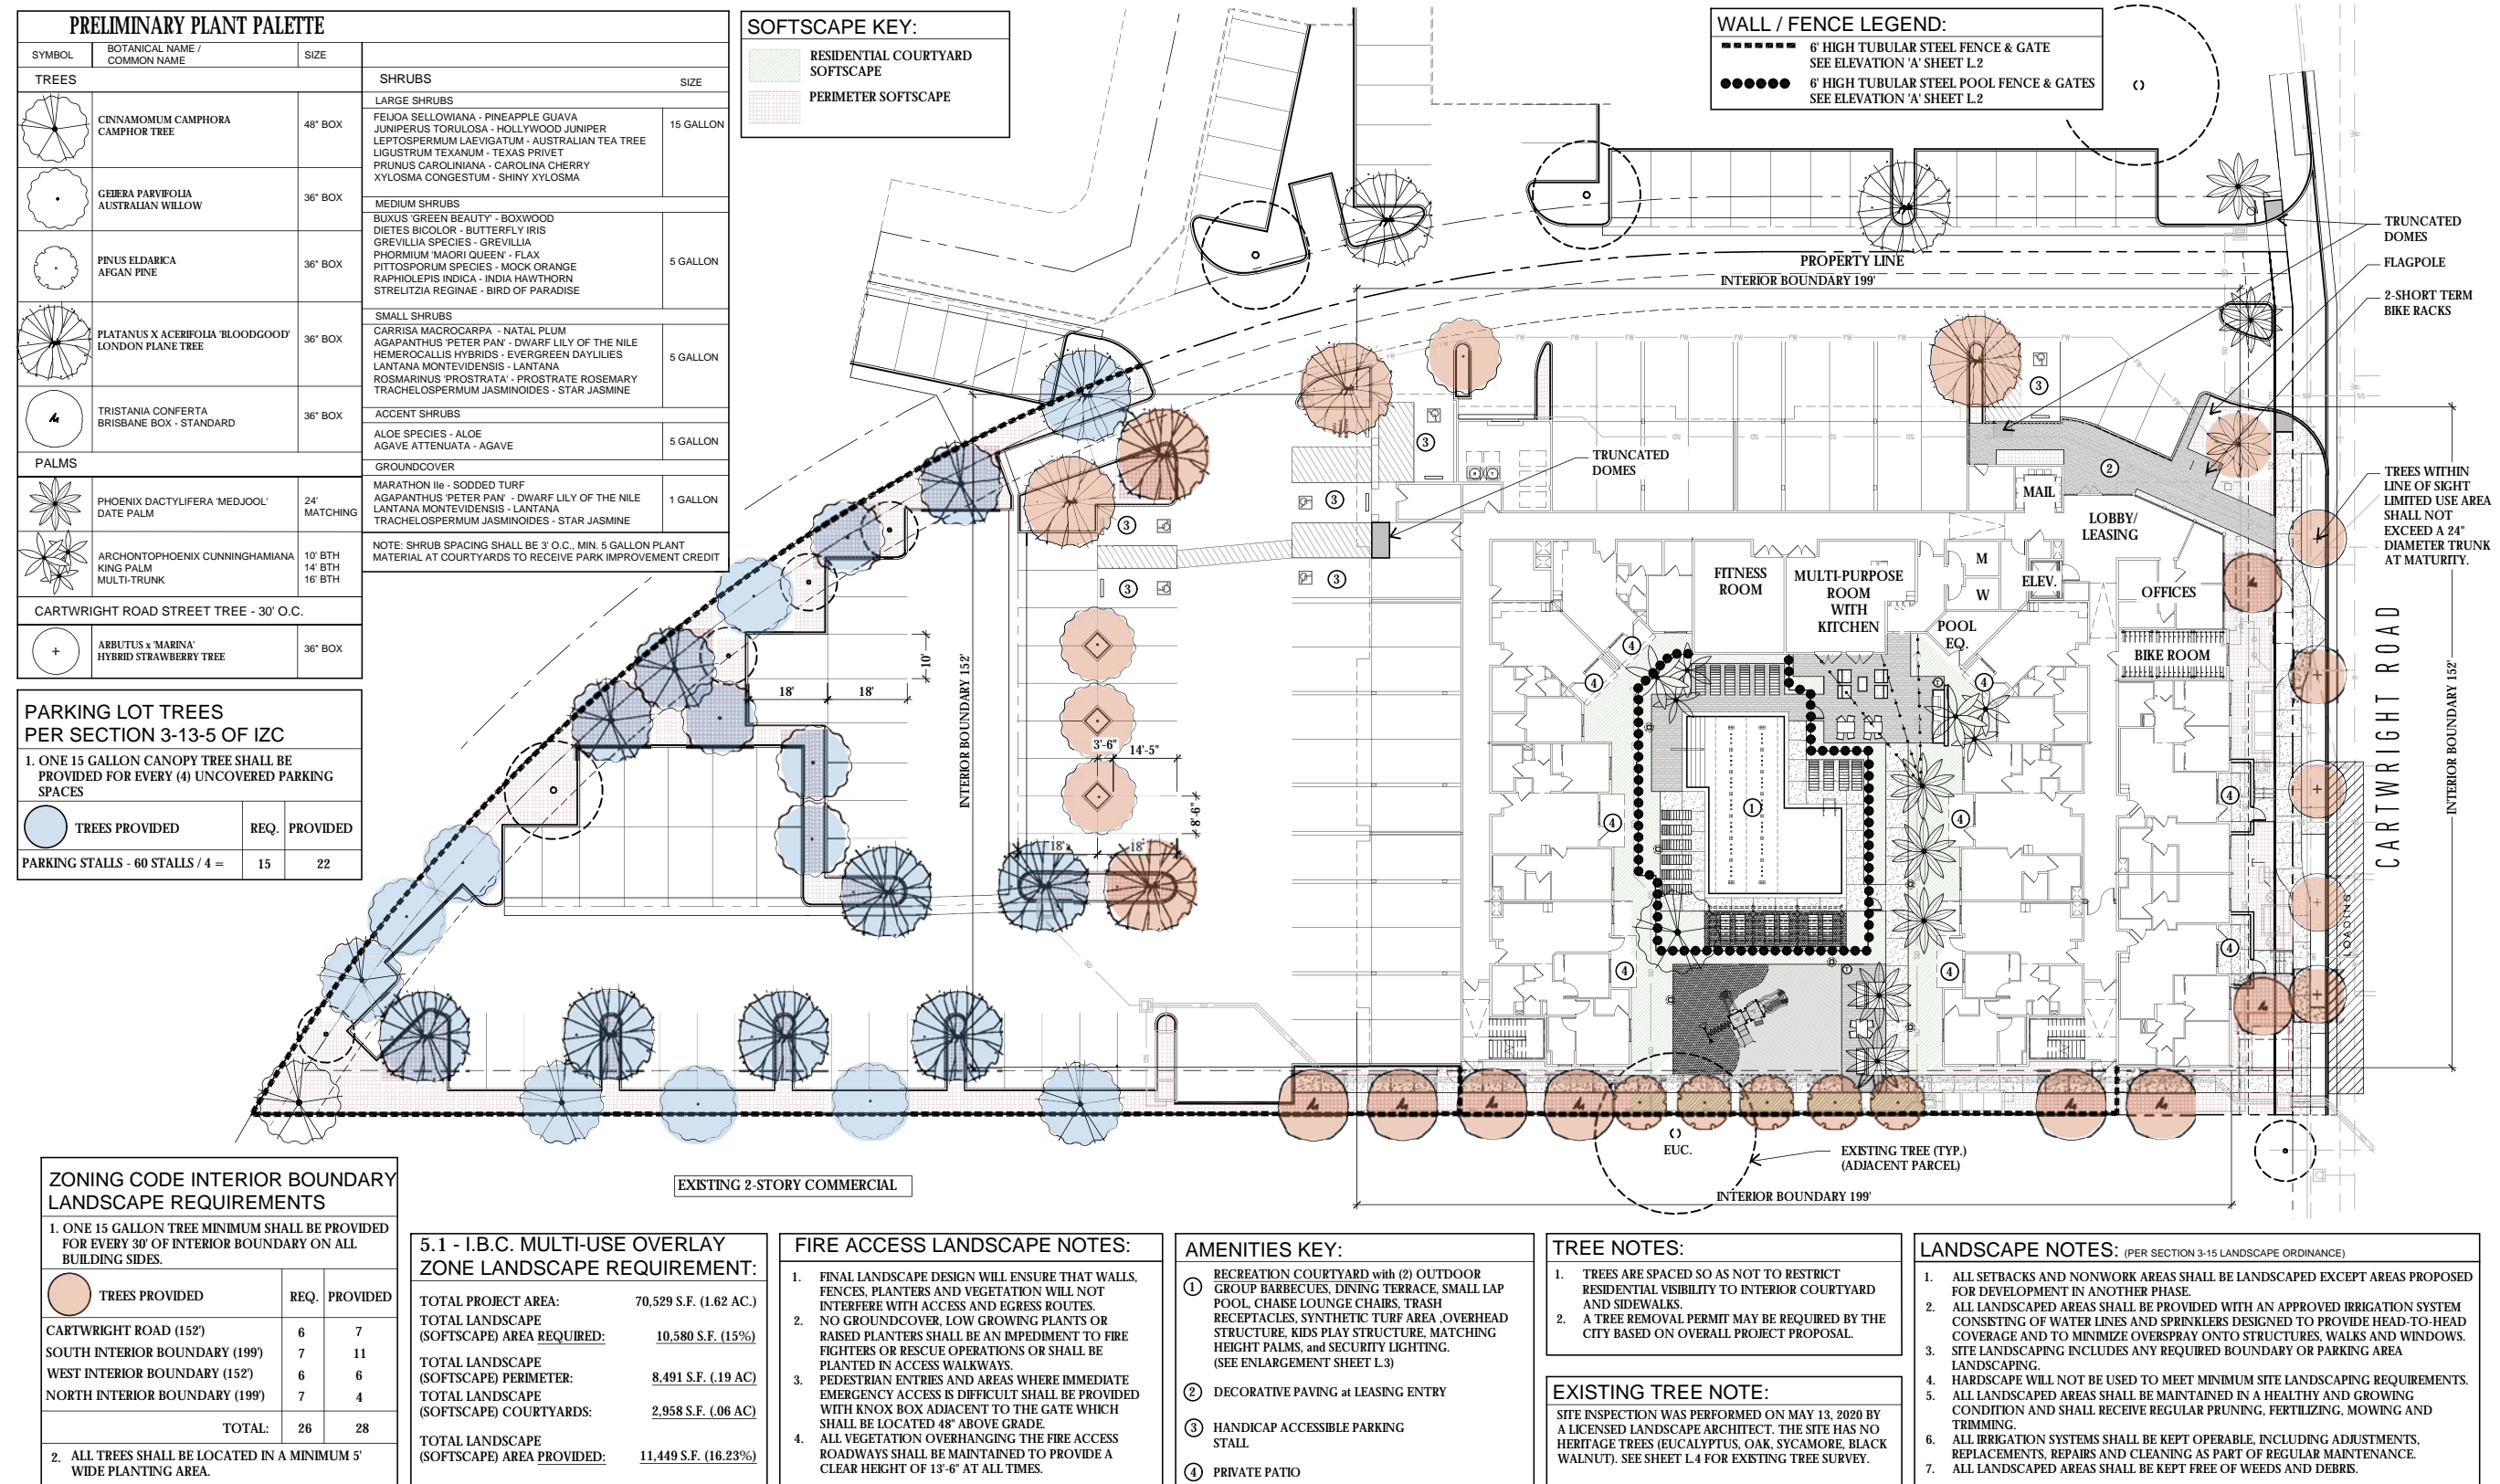 PRELIMINARY PLANT PALETTE
SYMBOL
BOTANICAL NAME /
COMMON NAME
SIZE
TREES
CINNAMOMUM CAMPHORA
CAMPHOR TREE
48" BOX
GEIJERA PARVIFOLIA
AUSTRALIAN WILLOW
36" BOX
PINUS ELDARICA
AFGAN PINE
36" BOX
PLATANUS X ACERIFOLIA 'BLOODGOOD'
LONDON PLANE TREE
36" BOX
TRISTANIA CONFERTA
BRISBANE BOX - STANDARD
36" BOX
PALMS
PHOENIX DACTYLIFERA 'MEDJOOL'
DATE PALM
24'
MATCHING
ARCHONTOPHOENIX CUNNINGHAMIANA
KING PALM
MULTI-TRUNK
10' BTH
14' BTH
16' BTH
CARTWRIGHT ROAD STREET TREE - 30' O.C.
ARBUTUS x 'MARINA'
HYBRID STRAWBERRY TREE
36" BOX
SHRUBS
SIZE
LARGE SHRUBS
FEIJOA SELLOWIANA - PINEAPPLE GUAVA
JUNIPERUS TORULOSA - HOLLYWOOD JUNIPER
LEPTOSPERMUM LAEVIGATUM - AUSTRALIAN TEA TREE
LIGUSTRUM TEXANUM - TEXAS PRIVET
PRUNUS CAROLINIANA - CAROLINA CHERRY
XYLOSMA CONGESTUM - SHINY XYLOSMA
15 GALLON
MEDIUM SHRUBS
BUXUS 'GREEN BEAUTY' - BOXWOOD
DIETES BICOLOR - BUTTERFLY IRIS
GREVILLIA SPECIES - GREVILLIA
PHORMIUM 'MAORI QUEEN' - FLAX
PITTOSPORUM SPECIES - MOCK ORANGE
RAPHIOLEPIS INDICA - INDIA HAWTHORN
STRELITZIA REGINAE - BIRD OF PARADISE
5 GALLON
SMALL SHRUBS
CARRISA MACROCARPA - NATAL PLUM
AGAPANTHUS 'PETER PAN' - DWARF LILY OF THE NILE
HEMEROCALLIS HYBRIDS - EVERGREEN DAYLILIES
LANTANA MONTEVIDENSIS - LANTANA
ROSMARINUS 'PROSTRATA' - PROSTRATE ROSEMARY
TRACHELOSPERMUM JASMINOIDES - STAR JASMINE
5 GALLON
ACCENT SHRUBS
ALOE SPECIES - ALOE
AGAVE ATTENUATA - AGAVE
5 GALLON
GROUNDCOVER
MARATHON IIe - SODDED TURF
AGAPANTHUS 'PETER PAN' - DWARF LILY OF THE NILE
LANTANA MONTEVIDENSIS - LANTANA
TRACHELOSPERMUM JASMINOIDES - STAR JASMINE
1 GALLON
NOTE: SHRUB SPACING SHALL BE 3' O.C., MIN. 5 GALLON PLANT
MATERIAL AT COURTYARDS TO RECEIVE PARK IMPROVEMENT CREDIT
SOFTSCAPE KEY:
RESIDENTIAL COURTYARD
SOFTSCAPE
PERIMETER SOFTSCAPE
WALL / FENCE LEGEND:
6' HIGH TUBULAR STEEL FENCE & GATE
SEE ELEVATION 'A' SHEET L.2
6' HIGH TUBULAR STEEL POOL FENCE & GATES
SEE ELEVATION 'A' SHEET L.2
PARKING LOT TREES
PER SECTION 3-13-5 OF IZC
1. ONE 15 GALLON CANOPY TREE SHALL BE
PROVIDED FOR EVERY (4) UNCOVERED PARKING
SPACES
TREES PROVIDED
REQ.
PROVIDED
PARKING STALLS - 60 STALLS / 4 =
15
22
TRUNCATED
DOMES
FLAGPOLE
2-SHORT TERM
BIKE RACKS
TREES WITHIN
LINE OF SIGHT
LIMITED USE AREA
SHALL NOT
EXCEED A 24"
DIAMETER TRUNK
AT MATURITY.
PROPERTY LINE
INTERIOR BOUNDARY 199'
TRUNCATED
DOMES
MAIL
LOBBY/
LEASING
FITNESS
ROOM
MULTI-PURPOSE
ROOM
WITH
KITCHEN
M
W
ELEV.
OFFICES
POOL
EQ.
BIKE ROOM
CARTWRIGHT ROAD
INTERIOR BOUNDARY 152'
LOADING
INTERIOR BOUNDARY 152'
10'
18'
18'
3'-6"
14'-5"
8'-6"
18'
18'
1
2
3
3
3
3
3
3
4
4
4
4
4
4
4
4
4
EUC.
EXISTING TREE (TYP.)
(ADJACENT PARCEL)
INTERIOR BOUNDARY 199'
EXISTING 2-STORY COMMERCIAL
ZONING CODE INTERIOR BOUNDARY
LANDSCAPE REQUIREMENTS
1. ONE 15 GALLON TREE MINIMUM SHALL BE PROVIDED
FOR EVERY 30' OF INTERIOR BOUNDARY ON ALL
BUILDING SIDES.
TREES PROVIDED
REQ.
PROVIDED
CARTWRIGHT ROAD (152') 6 7
SOUTH INTERIOR BOUNDARY (199') 7 11
WEST INTERIOR BOUNDARY (152') 6 6
NORTH INTERIOR BOUNDARY (199') 7 4
TOTAL: 26 28
2. ALL TREES SHALL BE LOCATED IN A MINIMUM 5'
WIDE PLANTING AREA.
5.1 - I.B.C. MULTI-USE OVERLAY
ZONE LANDSCAPE REQUIREMENT:
TOTAL PROJECT AREA: 70,529 S.F. (1.62 AC.)
TOTAL LANDSCAPE
(SOFTSCAPE) AREA REQUIRED: 10,580 S.F. (15%)
TOTAL LANDSCAPE
(SOFTSCAPE) PERIMETER: 8,491 S.F. (.19 AC)
TOTAL LANDSCAPE
(SOFTSCAPE) COURTYARDS: 2,958 S.F. (.06 AC)
TOTAL LANDSCAPE
(SOFTSCAPE) AREA PROVIDED: 11,449 S.F. (16.23%)
FIRE ACCESS LANDSCAPE NOTES:
1. FINAL LANDSCAPE DESIGN WILL ENSURE THAT WALLS,
FENCES, PLANTERS AND VEGETATION WILL NOT
INTERFERE WITH ACCESS AND EGRESS ROUTES.
2. NO GROUNDCOVER, LOW GROWING PLANTS OR
RAISED PLANTERS SHALL BE AN IMPEDIMENT TO FIRE
FIGHTERS OR RESCUE OPERATIONS OR SHALL BE
PLANTED IN ACCESS WALKWAYS.
3. PEDESTRIAN ENTRIES AND AREAS WHERE IMMEDIATE
EMERGENCY ACCESS IS DIFFICULT SHALL BE PROVIDED
WITH KNOX BOX ADJACENT TO THE GATE WHICH
SHALL BE LOCATED 48" ABOVE GRADE.
4. ALL VEGETATION OVERHANGING THE FIRE ACCESS
ROADWAYS SHALL BE MAINTAINED TO PROVIDE A
CLEAR HEIGHT OF 13'-6" AT ALL TIMES.
AMENITIES KEY:
1 RECREATION COURTYARD with (2) OUTDOOR
GROUP BARBECUES, DINING TERRACE, SMALL LAP
POOL, CHAISE LOUNGE CHAIRS, TRASH
RECEPTACLES, SYNTHETIC TURF AREA ,OVERHEAD
STRUCTURE, KIDS PLAY STRUCTURE, MATCHING
HEIGHT PALMS, and SECURITY LIGHTING.
(SEE ENLARGEMENT SHEET L.3)
2 DECORATIVE PAVING at LEASING ENTRY
3 HANDICAP ACCESSIBLE PARKING
STALL
4 PRIVATE PATIO
TREE NOTES:
1. TREES ARE SPACED SO AS NOT TO RESTRICT
RESIDENTIAL VISIBILITY TO INTERIOR COURTYARD
AND SIDEWALKS.
2. A TREE REMOVAL PERMIT MAY BE REQUIRED BY THE
CITY BASED ON OVERALL PROJECT PROPOSAL.
EXISTING TREE NOTE:
SITE INSPECTION WAS PERFORMED ON MAY 13, 2020 BY
A LICENSED LANDSCAPE ARCHITECT. THE SITE HAS NO
HERITAGE TREES (EUCALYPTUS, OAK, SYCAMORE, BLACK
WALNUT). SEE SHEET L.4 FOR EXISTING TREE SURVEY.
LANDSCAPE NOTES: (PER SECTION 3-15 LANDSCAPE ORDINANCE)
1. ALL SETBACKS AND NONWORK AREAS SHALL BE LANDSCAPED EXCEPT AREAS PROPOSED
FOR DEVELOPMENT IN ANOTHER PHASE.
2. ALL LANDSCAPED AREAS SHALL BE PROVIDED WITH AN APPROVED IRRIGATION SYSTEM
CONSISTING OF WATER LINES AND SPRINKLERS DESIGNED TO PROVIDE HEAD-TO-HEAD
COVERAGE AND TO MINIMIZE OVERSPRAY ONTO STRUCTURES, WALKS AND WINDOWS.
3. SITE LANDSCAPING INCLUDES ANY REQUIRED BOUNDARY OR PARKING AREA
LANDSCAPING.
4. HARDSCAPE WILL NOT BE USED TO MEET MINIMUM SITE LANDSCAPING REQUIREMENTS.
5. ALL LANDSCAPED AREAS SHALL BE MAINTAINED IN A HEALTHY AND GROWING
CONDITION AND SHALL RECEIVE REGULAR PRUNING, FERTILIZING, MOWING AND
TRIMMING.
6. ALL IRRIGATION SYSTEMS SHALL BE KEPT OPERABLE, INCLUDING ADJUSTMENTS,
REPLACEMENTS, REPAIRS AND CLEANING AS PART OF REGULAR MAINTENANCE.
7. ALL LANDSCAPED AREAS SHALL BE KEPT FREE OF WEEDS AND DEBRIS.